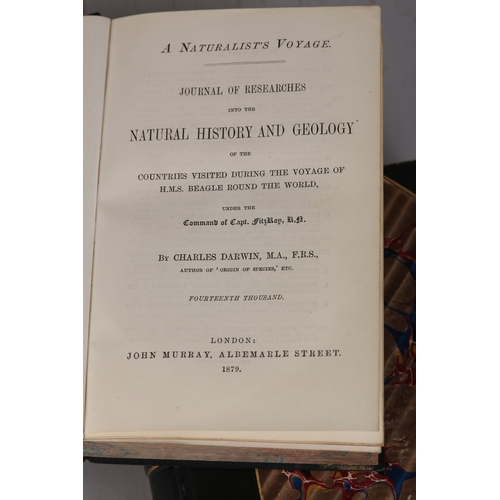 A NATURALIST'S VOYAGE.
JOURNAL OF RESEARCHES
INTO THE
NATURAL HISTORY AND GEOLOGY
OF THE
COUNTRIES VISITED DURING THE VOYAGE OF
H.M.S. BEAGLE ROUND THE WORLD,
UNDER THE
Command of Capt. FitzRoy, R.N.
BY CHARLES DARWIN, M.A., F.R.S.,
AUTHOR OF 'ORIGIN OF SPECIES,' ETC.
FOURTEENTH THOUSAND.
LONDON:
JOHN MURRAY, ALBEMARLE STREET.
1879.